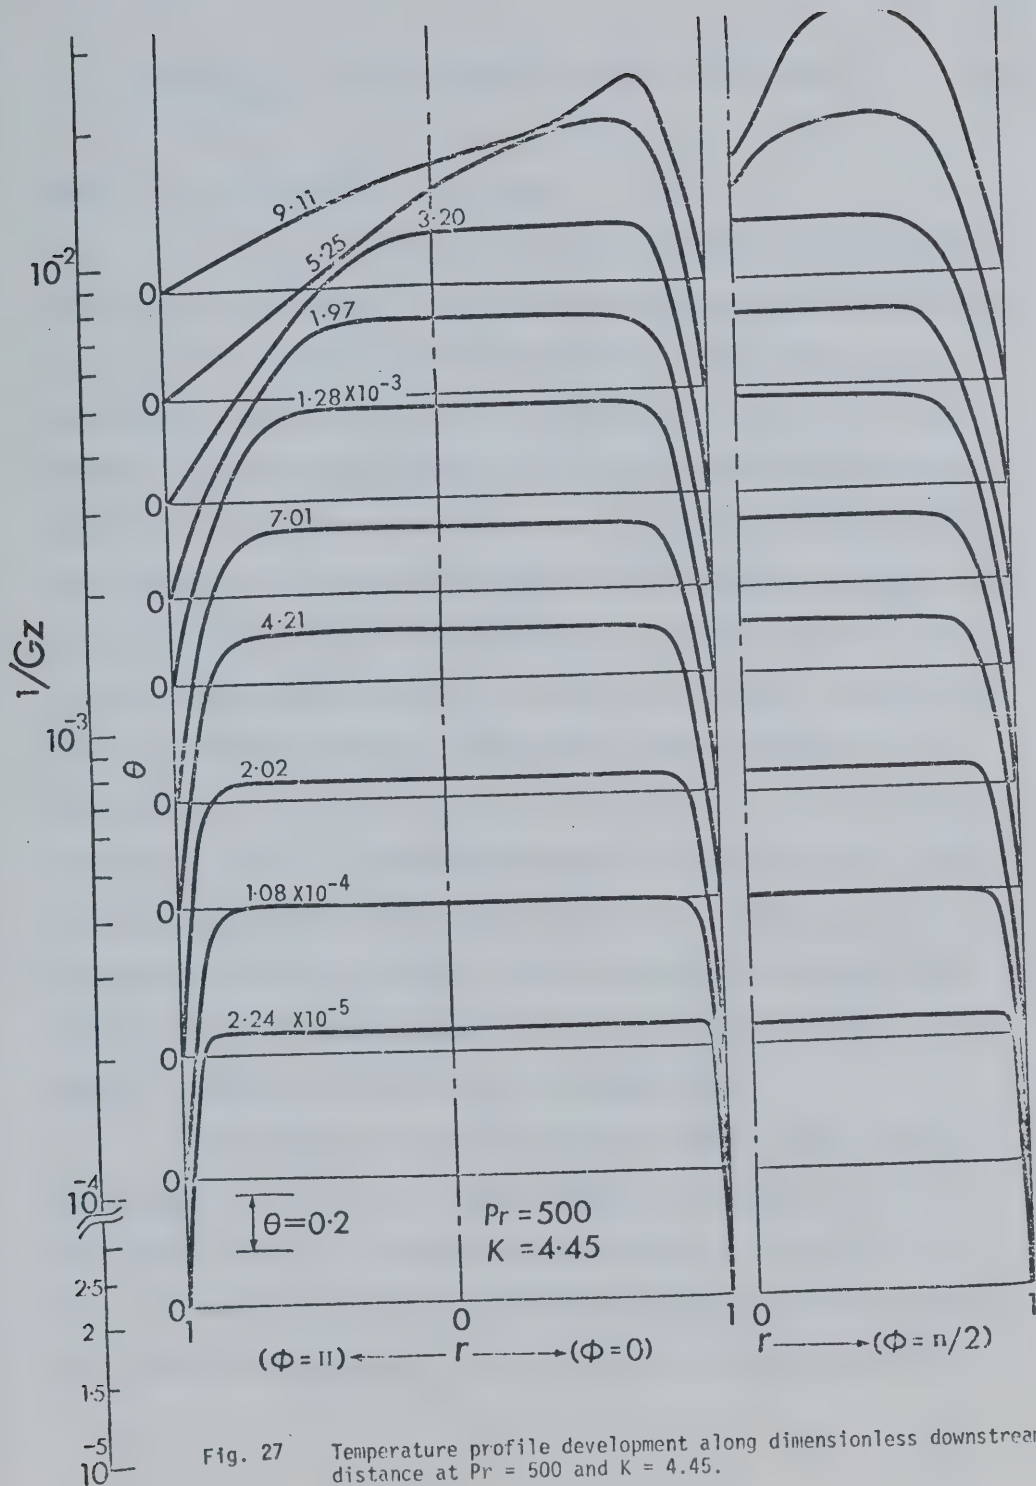 9·11
5·25
3·20
10⁻²
0
1·97
0
1·28 X10⁻³
0
7·01
0
4·21
1/Gz
0
10⁻³
θ
2·02
0
1·08 X10⁻⁴
0
2·24 X10⁻⁵
0
0
10⁻⁴
θ=0·2
Pr = 500
K = 4·45
2·5
0
1 0 1 0 1
2
(Φ = π) ← r → (Φ = 0) r → (Φ = π/2)
1·5
10⁻⁵
Fig. 27 Temperature profile development along dimensionless downstream
distance at Pr = 500 and K = 4.45.